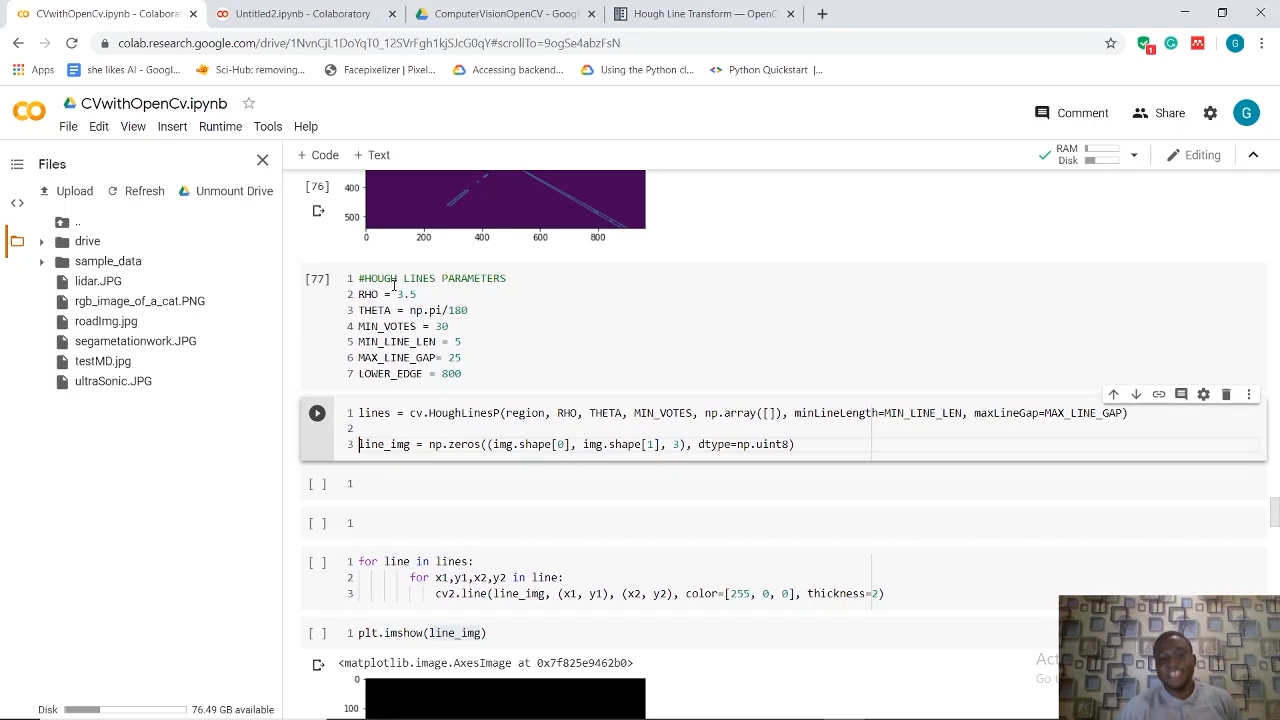 CVwithOpenCv.ipynb - Colaborat
Untitled2.ipynb - Colaboratory
ComputerVisionOpenCV - Goog
Hough Line Transform — OpenC
colab.research.google.com/drive/1NvnCjL1DoYqT0_12SVrFgh1kjSJcG0qY#scrollTo=9ogSe4abzFsN
1
G
Apps
she likes AI - Googl...
Sci-Hub: removing...
Facepixelizer | Pixel...
Accessing backend...
Using the Python cl...
Python Quickstart |...
CVwithOpenCv.ipynb
Comment
Share
G
File Edit View Insert Runtime Tools Help
Files
+ Code + Text
RAM
Disk
Editing
Upload Refresh Unmount Drive
..
drive
sample_data
lidar.JPG
rgb_image_of_a_cat.PNG
roadImg.jpg
segametationwork.JPG
testMD.jpg
ultraSonic.JPG
Disk 76.49 GB available
[76]
400
500
0 200 400 600 800
[77]
1 #HOUGH LINES PARAMETERS
2 RHO = 3.5
3 THETA = np.pi/180
4 MIN_VOTES = 30
5 MIN_LINE_LEN = 5
6 MAX_LINE_GAP= 25
7 LOWER_EDGE = 800
1 lines = cv.HoughLinesP(region, RHO, THETA, MIN_VOTES, np.array([]), minLineLength=MIN_LINE_LEN, maxLineGap=MAX_LINE_GAP)
2
3 line_img = np.zeros((img.shape[0], img.shape[1], 3), dtype=np.uint8)
[ ] 1
[ ] 1
[ ] 1 for line in lines:
2 for x1,y1,x2,y2 in line:
3 cv2.line(line_img, (x1, y1), (x2, y2), color=[255, 0, 0], thickness=2)
[ ] 1 plt.imshow(line_img)
<matplotlib.image.AxesImage at 0x7f825e9462b0>
0
100